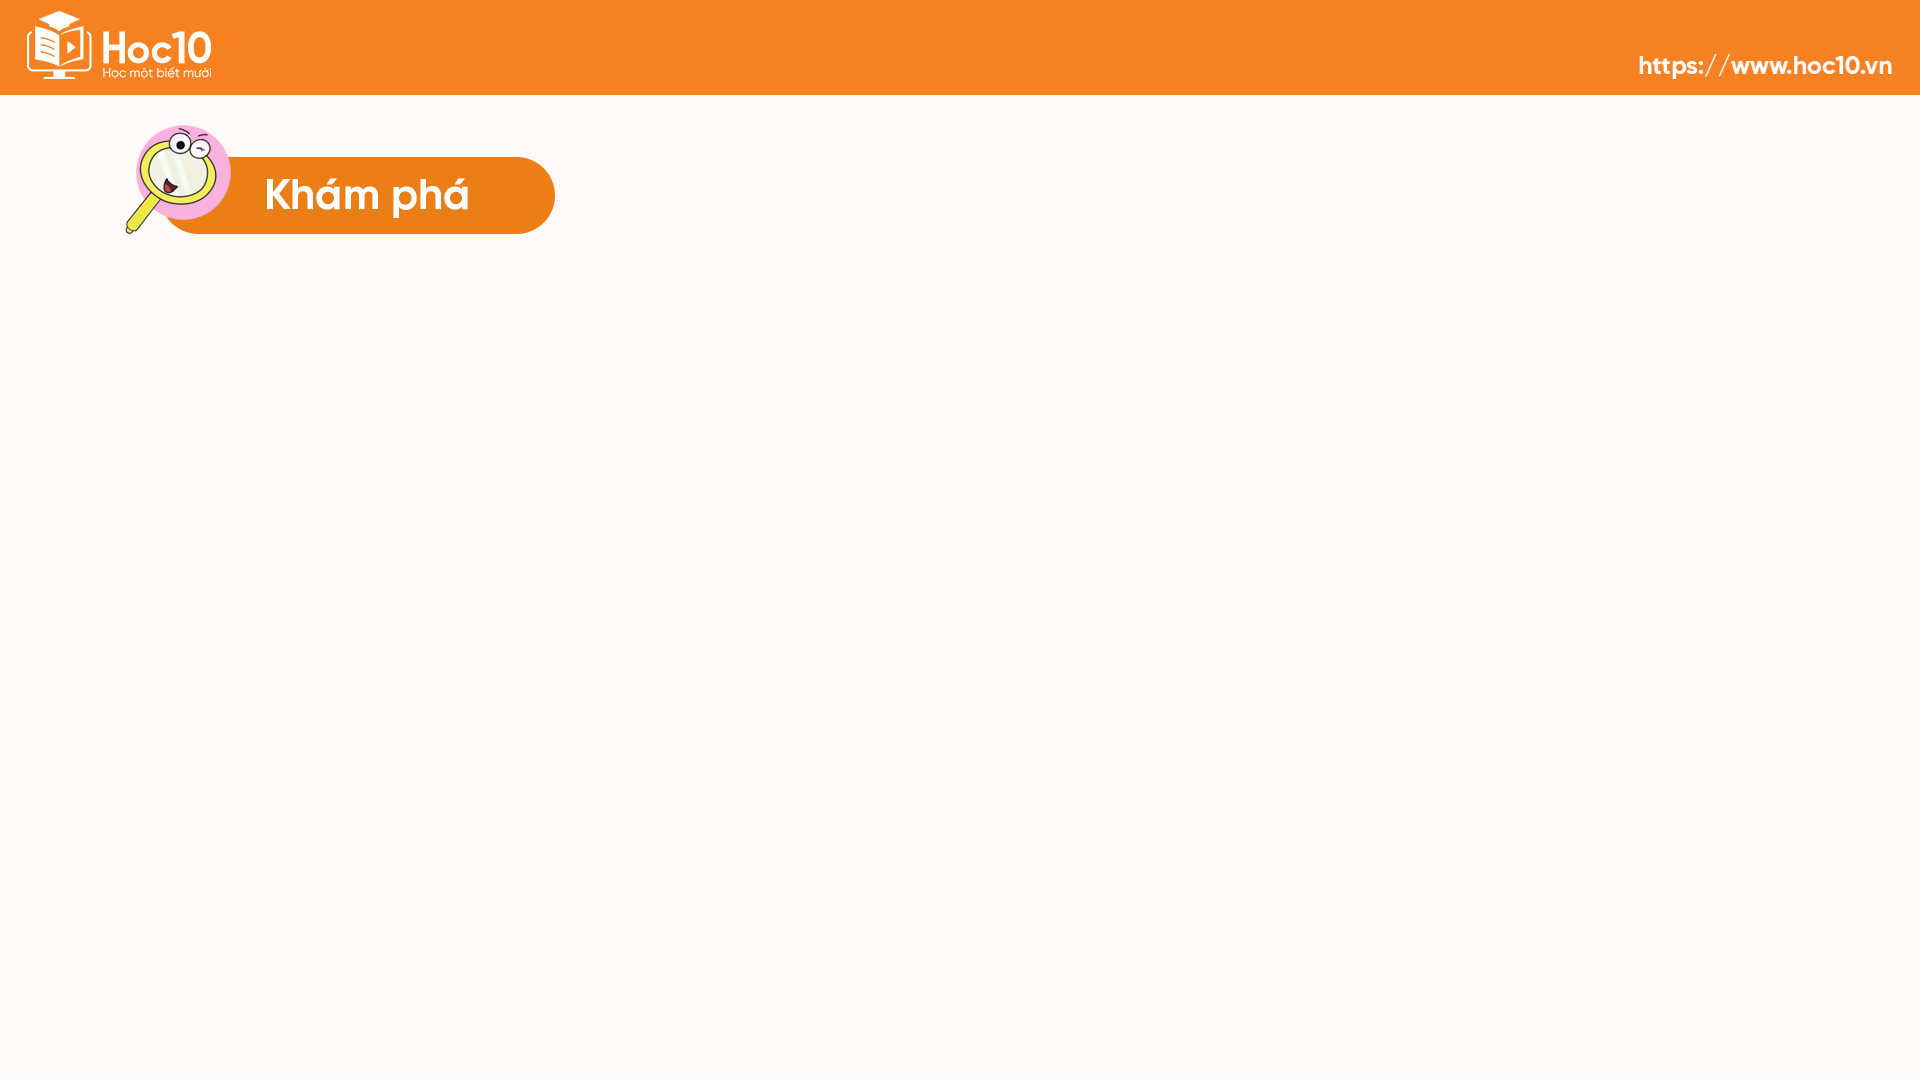 Hoc10
Học một biết mười
https://www.hoc10.vn
Khám phá